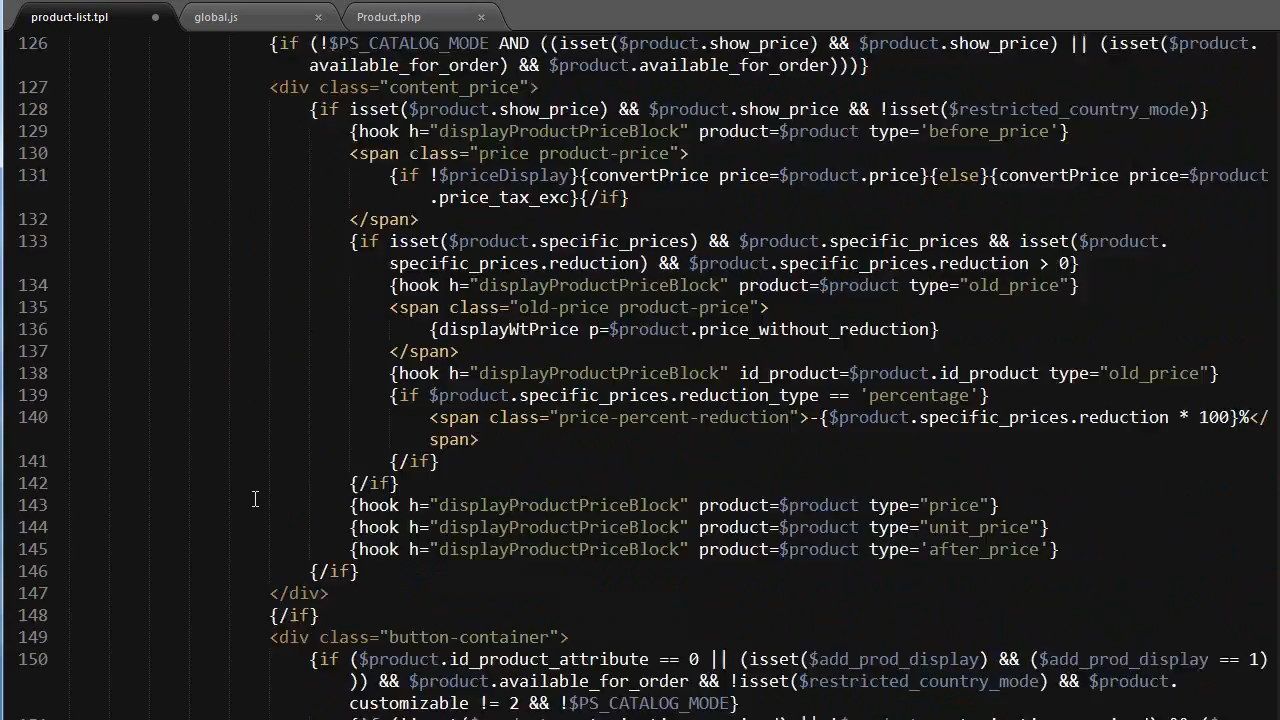 product-list.tpl global.js × Product.php ×
126 {if (!$PS_CATALOG_MODE AND ((isset($product.show_price) && $product.show_price) || (isset($product.
available_for_order) && $product.available_for_order)))}
127 <div class="content_price">
128 {if isset($product.show_price) && $product.show_price && !isset($restricted_country_mode)}
129 {hook h="displayProductPriceBlock" product=$product type='before_price'}
130 <span class="price product-price">
131 {if !$priceDisplay}{convertPrice price=$product.price}{else}{convertPrice price=$product
.price_tax_exc}{/if}
132 </span>
133 {if isset($product.specific_prices) && $product.specific_prices && isset($product.
specific_prices.reduction) && $product.specific_prices.reduction > 0}
134 {hook h="displayProductPriceBlock" product=$product type="old_price"}
135 <span class="old-price product-price">
136 {displayWtPrice p=$product.price_without_reduction}
137 </span>
138 {hook h="displayProductPriceBlock" id_product=$product.id_product type="old_price"}
139 {if $product.specific_prices.reduction_type == 'percentage'}
140 <span class="price-percent-reduction">-{$product.specific_prices.reduction * 100}%</
span>
141 {/if}
142 {/if}
143 {hook h="displayProductPriceBlock" product=$product type="price"}
144 {hook h="displayProductPriceBlock" product=$product type="unit_price"}
145 {hook h="displayProductPriceBlock" product=$product type='after_price'}
146 {/if}
147 </div>
148 {/if}
149 <div class="button-container">
150 {if ($product.id_product_attribute == 0 || (isset($add_prod_display) && ($add_prod_display == 1)
)) && $product.available_for_order && !isset($restricted_country_mode) && $product.
customizable != 2 && !$PS_CATALOG_MODE}